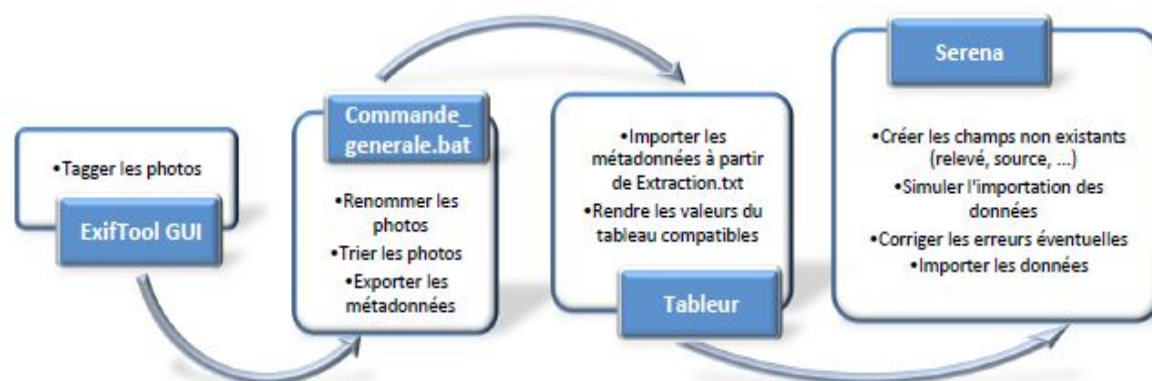 •Tagger les photos
ExifTool GUI
Commande_
generale.bat
•Renommer les
photos
•Trier les photos
•Exporter les
métadonnées
•Importer les
métadonnées à partir
de Extraction.txt
•Rendre les valeurs du
tableau compatibles
Tableur
Serena
•Créer les champs non existants
(relevé, source, ...)
•Simuler l'importation des
données
•Corriger les erreurs éventuelles
•Importer les données